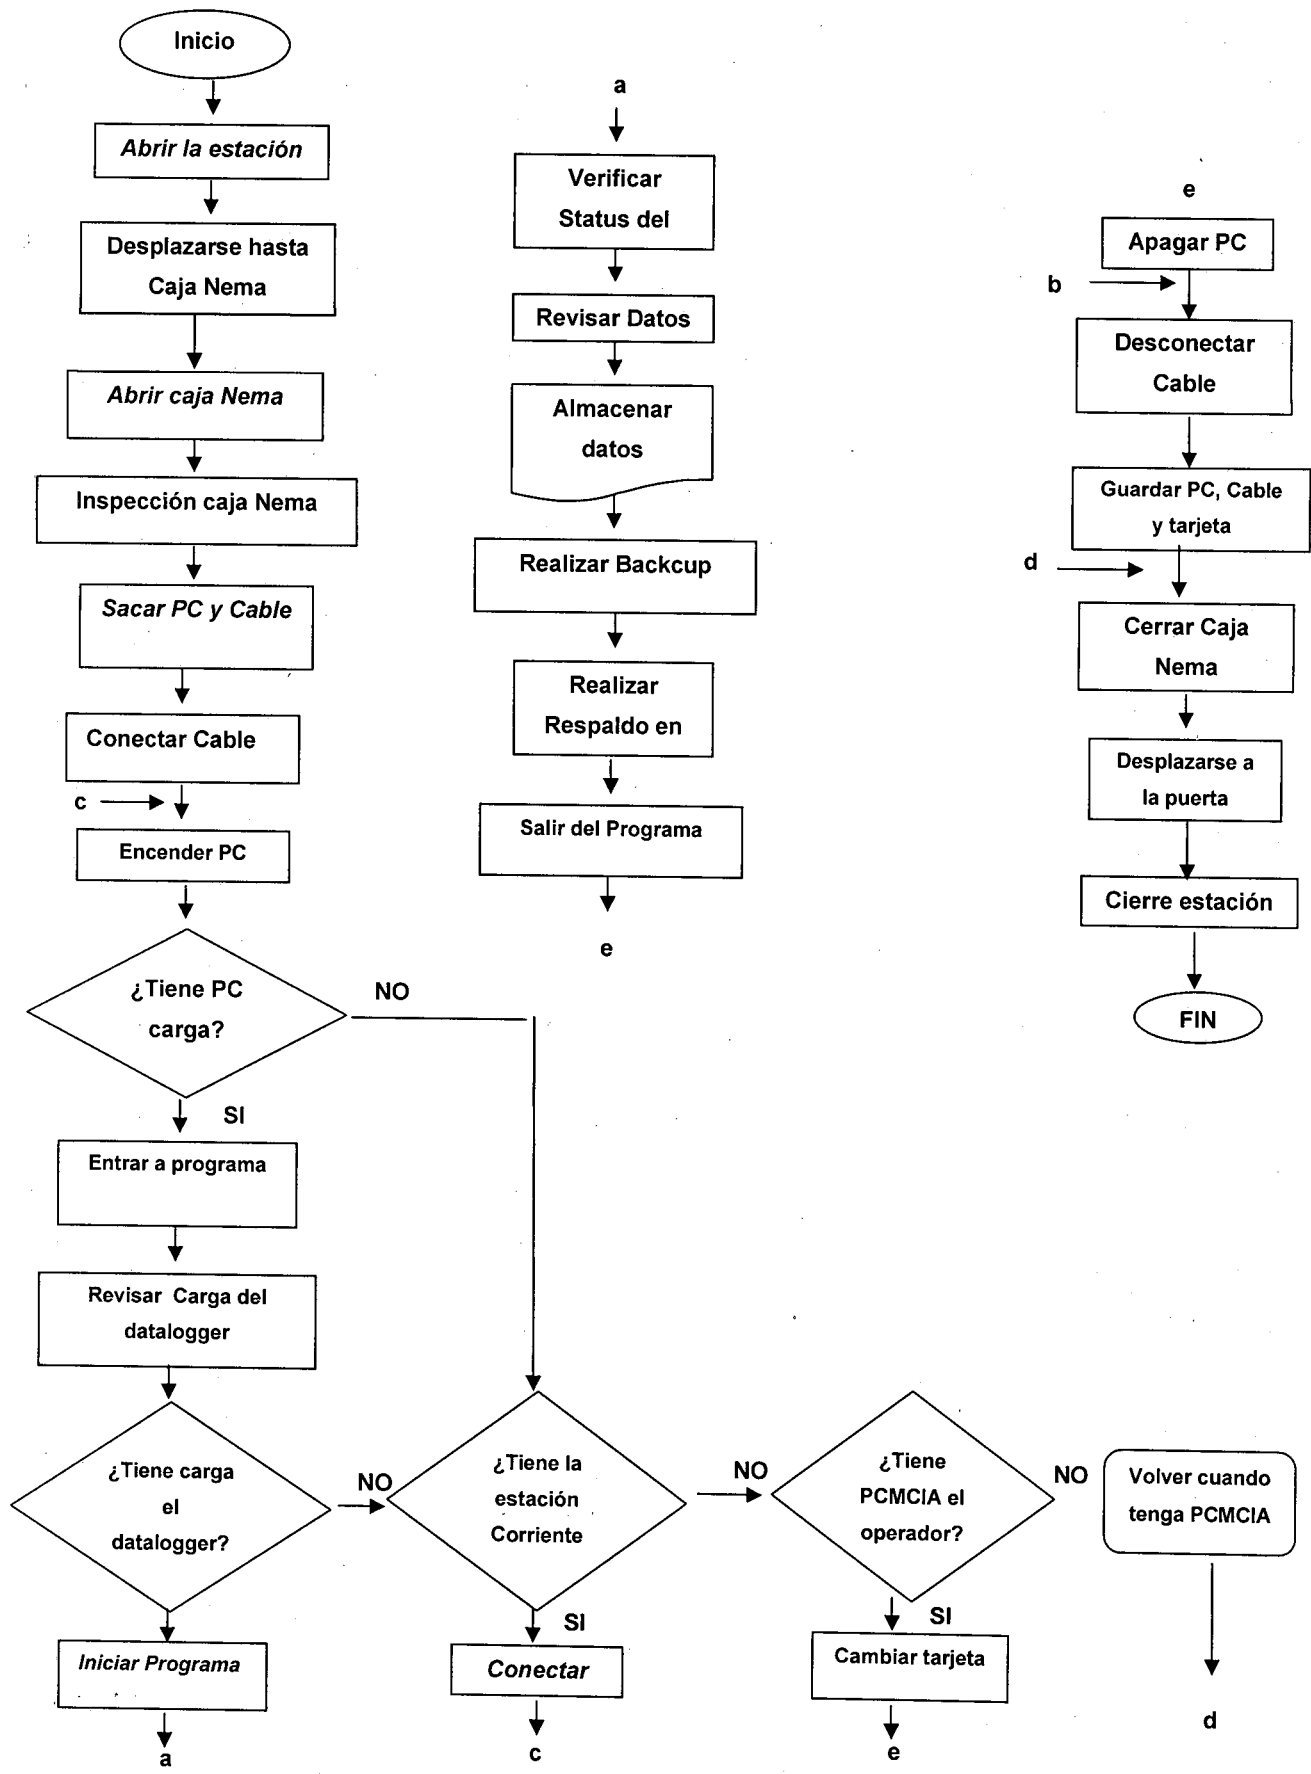 Inicio
Abrir la estación
Desplazarse hasta
Caja Nema
Abrir caja Nema
Inspección caja Nema
Sacar PC y Cable
Conectar Cable
c
Encender PC
¿Tiene PC
carga?
NO
SI
Entrar a programa
Revisar Carga del
datalogger
¿Tiene carga
el
datalogger?
NO
Iniciar Programa
a
¿Tiene la
estación
Corriente
NO
SI
Conectar
c
¿Tiene
PCMCIA el
operador?
NO
SI
Cambiar tarjeta
e
Volver cuando
tenga PCMCIA
d
a
Verificar
Status del
Revisar Datos
Almacenar
datos
Realizar Backcup
Realizar
Respaldo en
Salir del Programa
e
e
Apagar PC
b
Desconectar
Cable
Guardar PC, Cable
y tarjeta
d
Cerrar Caja
Nema
Desplazarse a
la puerta
Cierre estación
FIN